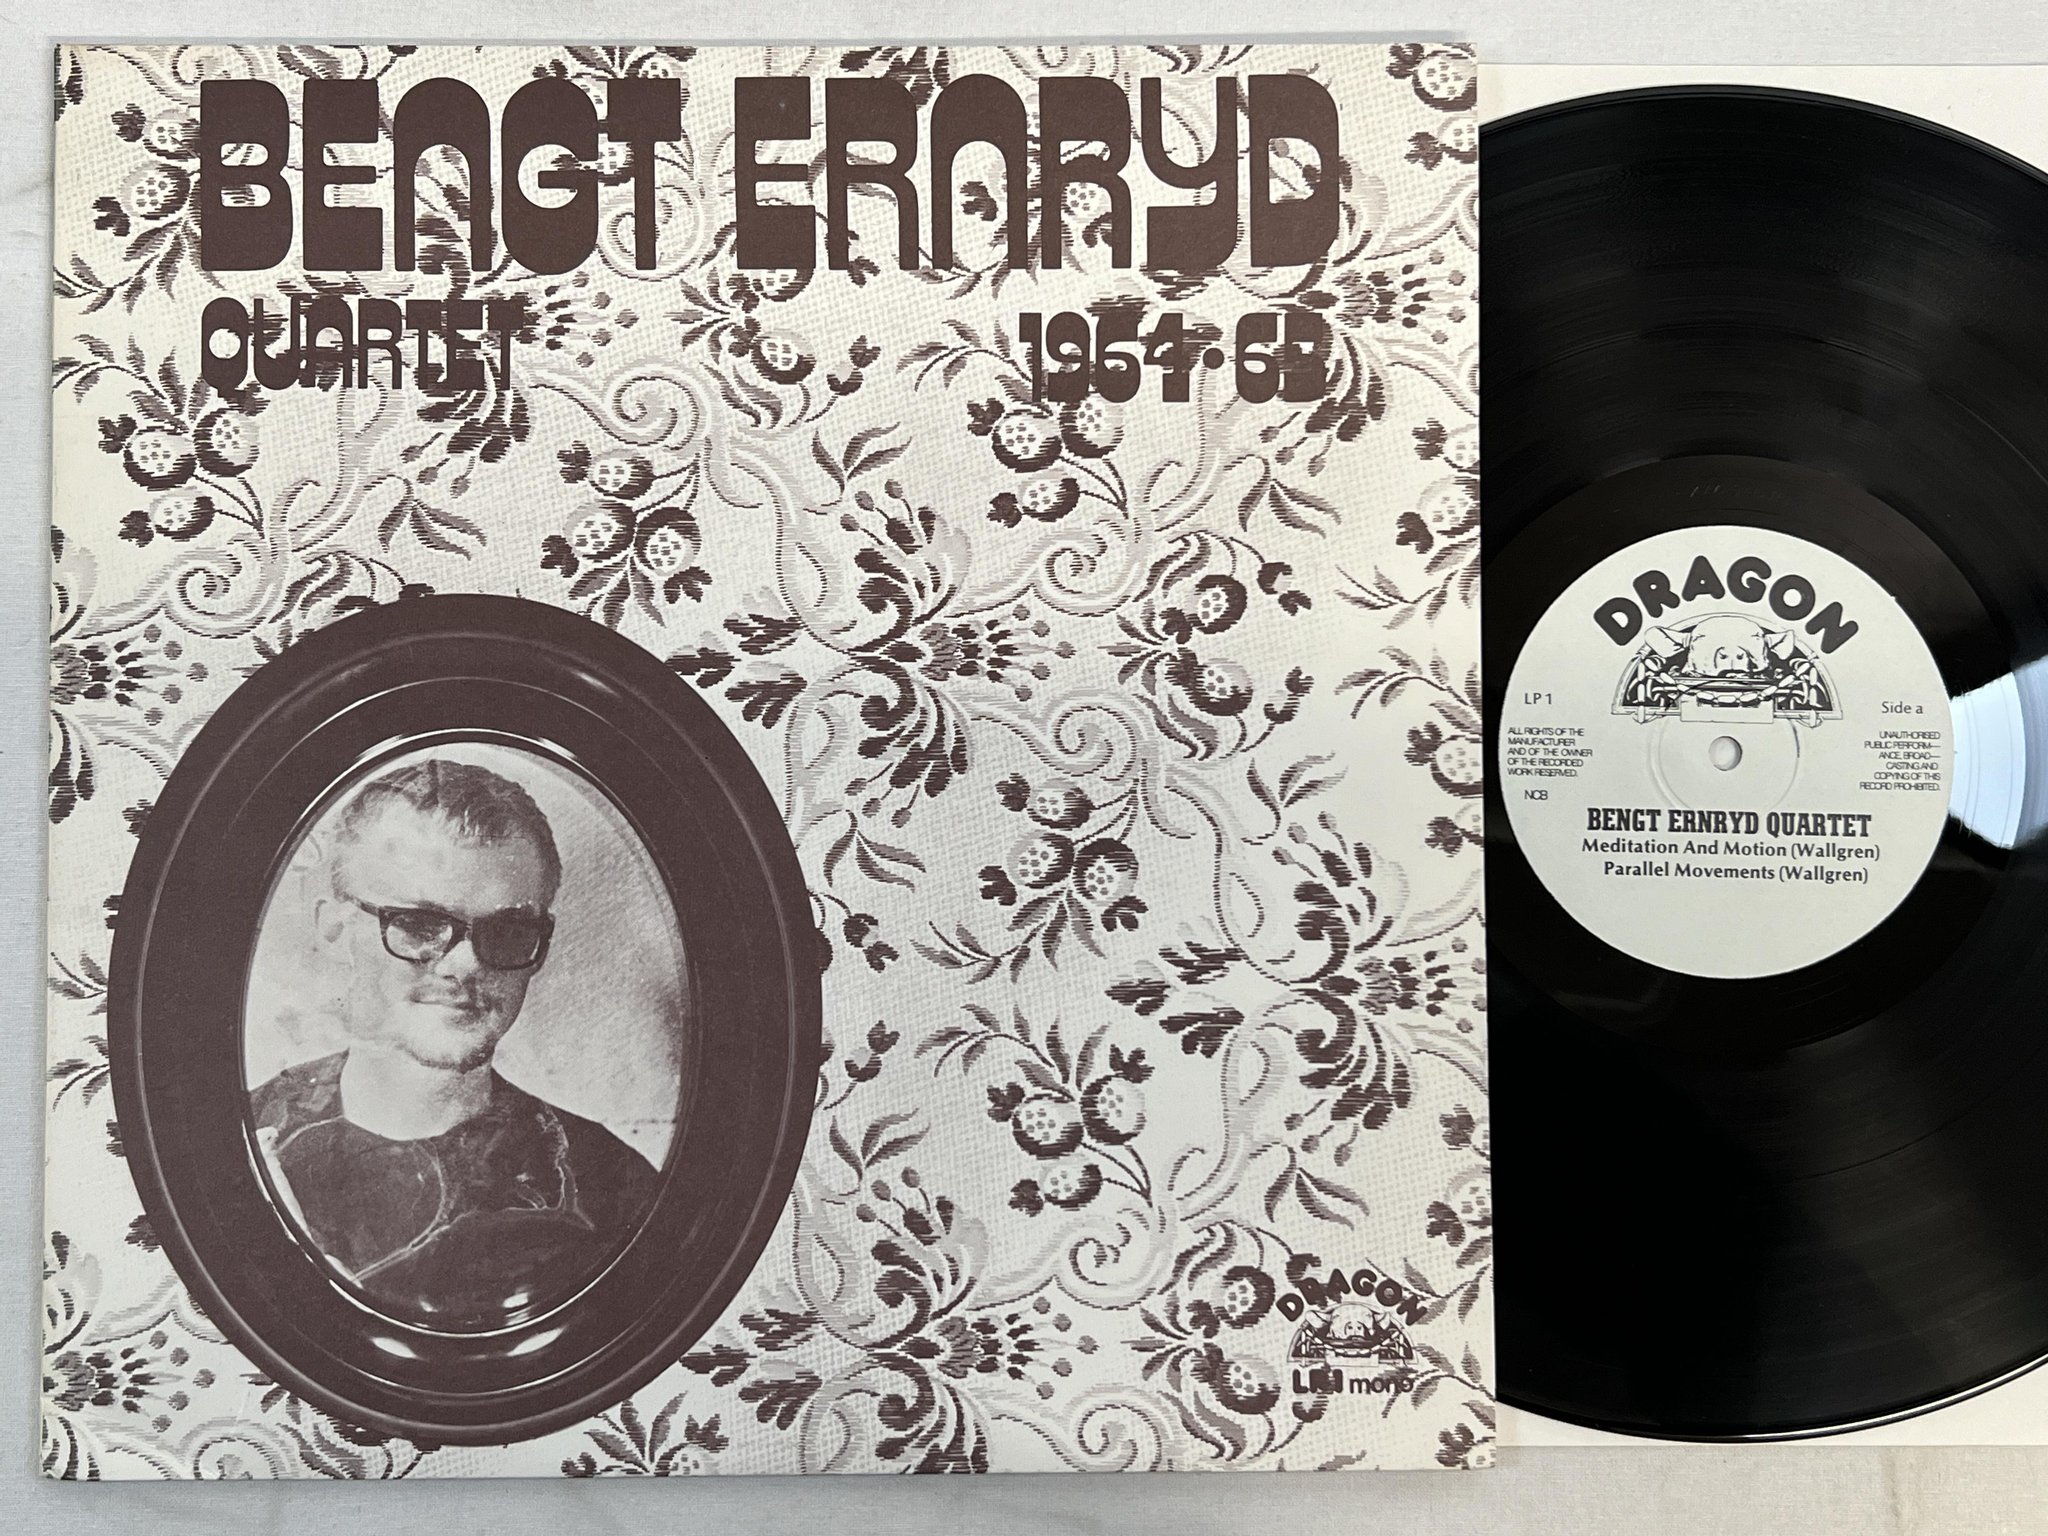 BENGT ERNRYD
QUARTET
DRAGON
LP-1 mono
DRAGON
LP 1
Side a
ALL RIGHTS OF THE
MANUFACTURER
AND OF THE OWNER
OF THE RECORDED
WORK RESERVED.
NCB
UNAUTHORISED
PUBLIC PERFORM—
ANCE, BROAD—
CASTING AND
COPYING OF THIS
RECORD PROHIBITED.
BENGT ERNRYD QUARTET
Meditation And Motion (Wallgren)
Parallel Movements (Wallgren)